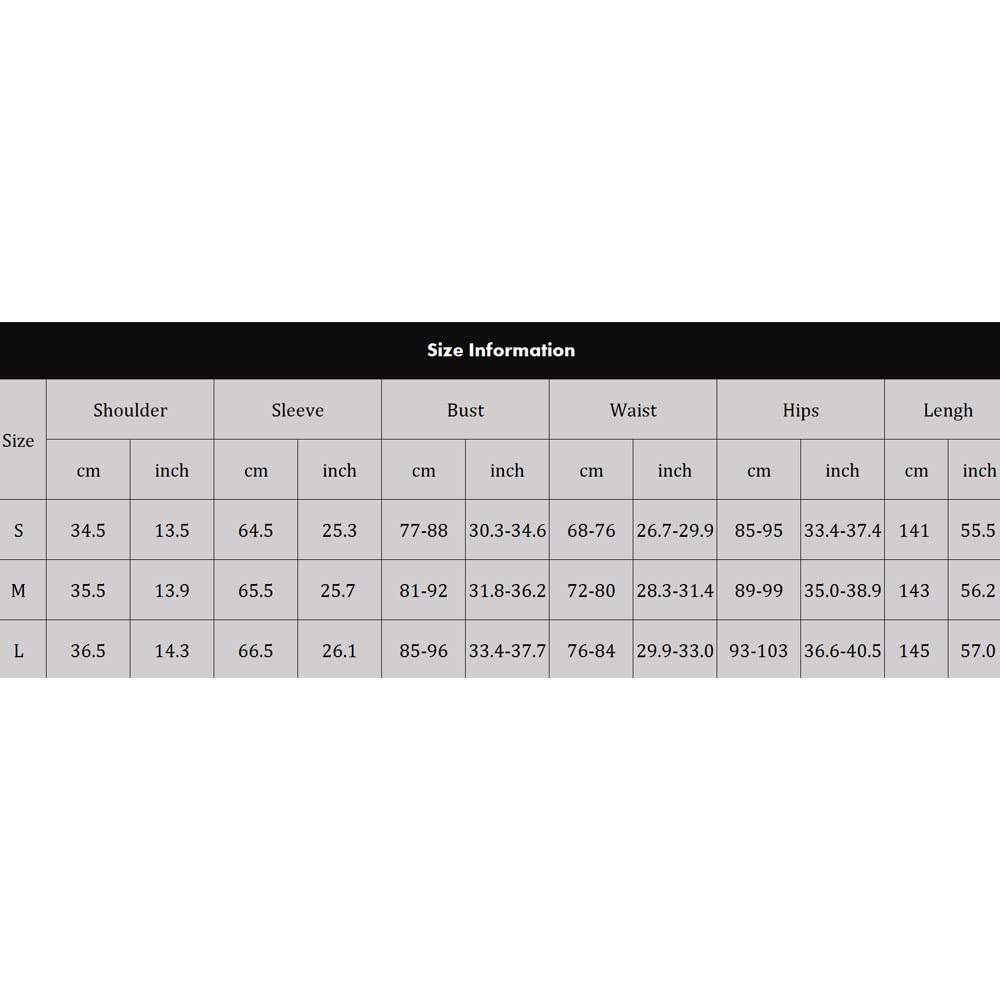 Size Information
Size Shoulder Sleeve Bust Waist Hips Lengh
cm inch cm inch cm inch cm inch cm inch cm inch
S 34.5 13.5 64.5 25.3 77-88 30.3-34.6 68-76 26.7-29.9 85-95 33.4-37.4 141 55.5
M 35.5 13.9 65.5 25.7 81-92 31.8-36.2 72-80 28.3-31.4 89-99 35.0-38.9 143 56.2
L 36.5 14.3 66.5 26.1 85-96 33.4-37.7 76-84 29.9-33.0 93-103 36.6-40.5 145 57.0